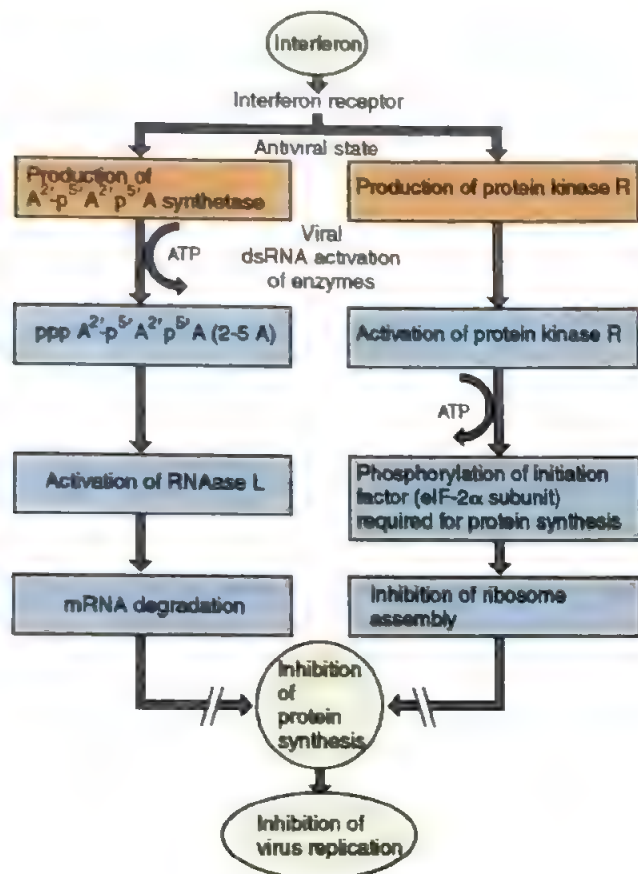 Interferon
Interferon receptor
Antiviral state
Production of
A²'-p⁵'A²'p⁵'A synthetase
Production of protein kinase R
ATP
Viral
dsRNA activation
of enzymes
ppp A²'-p⁵'A²'p⁵'A (2-5 A)
Activation of protein kinase R
ATP
Activation of RNAase L
Phosphorylation of initiation
factor (eIF-2α subunit)
required for protein synthesis
mRNA degradation
Inhibition of ribosome
assembly
Inhibition
of
protein
synthesis
Inhibition of
virus replication